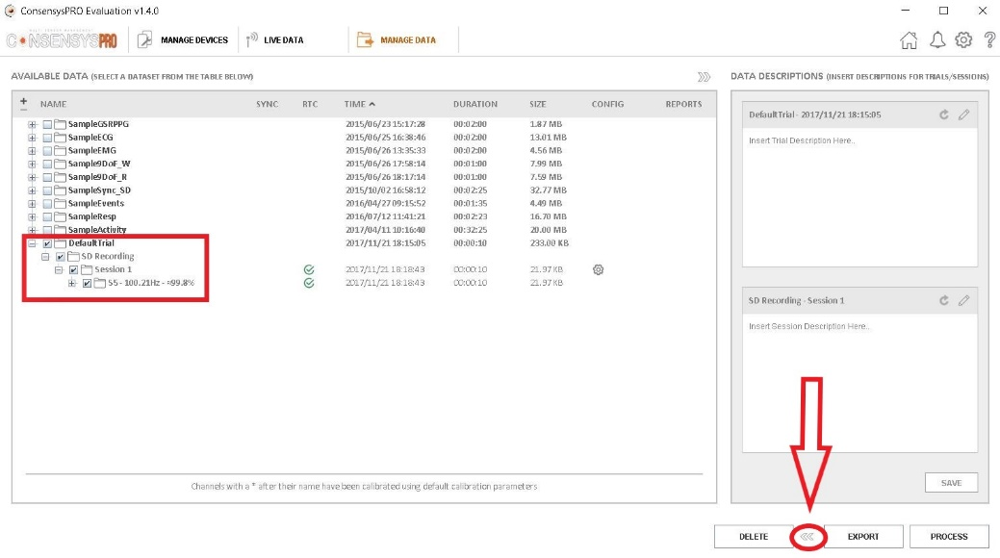 ConsensysPRO Evaluation v1.4.0
CONSENSYSPRO MANAGE DEVICES LIVE DATA MANAGE DATA
AVAILABLE DATA (SELECT A DATASET FROM THE TABLE BELOW) DATA DESCRIPTIONS (INSERT DESCRIPTIONS FOR TRIALS/SESSIONS)
NAME SYNC RTC TIME DURATION SIZE CONFIG REPORTS
SampleGSRPPG 2015/06/23 15:17:28 00:02:00 1.87 MB
SampleECG 2015/06/25 16:38:46 00:02:00 13.01 MB
SampleEMG 2015/06/26 13:35:33 00:02:00 4.56 MB
Sample9DoF_W 2015/06/26 17:58:14 00:01:00 7.99 MB
Sample9DoF_R 2015/06/26 18:17:14 00:01:00 7.59 MB
SampleSync_SD 2015/10/02 16:58:12 00:02:25 32.77 MB
SampleEvents 2016/04/27 09:15:52 00:01:35 4.49 MB
SampleResp 2016/07/12 11:41:21 00:02:23 16.70 MB
SampleActivity 2017/04/11 10:16:40 00:32:25 20.00 MB
DefaultTrial 2017/11/21 18:15:05 00:00:10 233.00 KB
SD Recording
Session 1 2017/11/21 18:18:43 00:00:10 21.97 KB
S5 - 100.21Hz - ≈99.8% 2017/11/21 18:18:43 00:00:10 21.97 KB
Channels with a * after their name have been calibrated using default calibration parameters
DefaultTrial - 2017/11/21 18:15:05
Insert Trial Description Here..
SD Recording - Session 1
Insert Session Description Here..
SAVE
DELETE EXPORT PROCESS